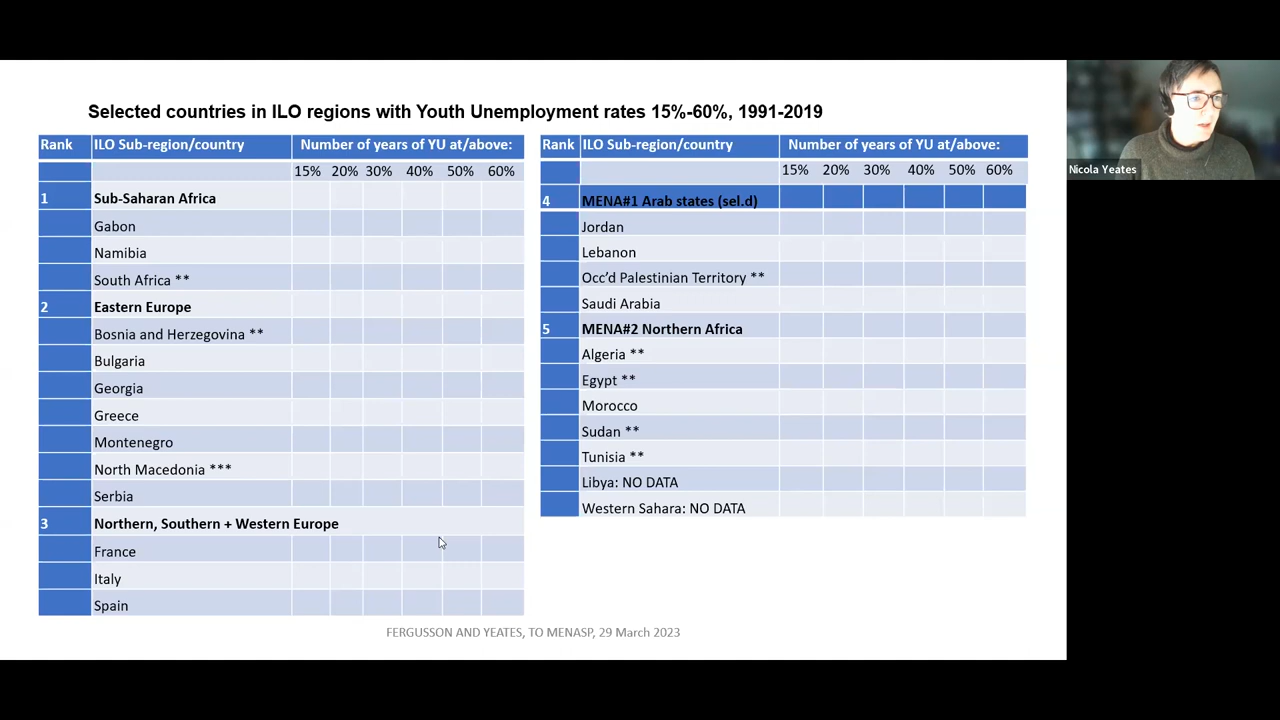 Selected countries in ILO regions with Youth Unemployment rates 15%-60%, 1991-2019
Rank ILO Sub-region/country Number of years of YU at/above:
15% 20% 30% 40% 50% 60%
1 Sub-Saharan Africa
Gabon
Namibia
South Africa **
2 Eastern Europe
Bosnia and Herzegovina **
Bulgaria
Georgia
Greece
Montenegro
North Macedonia ***
Serbia
3 Northern, Southern + Western Europe
France
Italy
Spain
Rank ILO Sub-region/country Number of years of YU at/above:
15% 20% 30% 40% 50% 60%
4 MENA#1 Arab states (sel.d)
Jordan
Lebanon
Occ’d Palestinian Territory **
Saudi Arabia
5 MENA#2 Northern Africa
Algeria **
Egypt **
Morocco
Sudan **
Tunisia **
Libya: NO DATA
Western Sahara: NO DATA
FERGUSSON AND YEATES, TO MENASP, 29 March 2023
Nicola Yeates